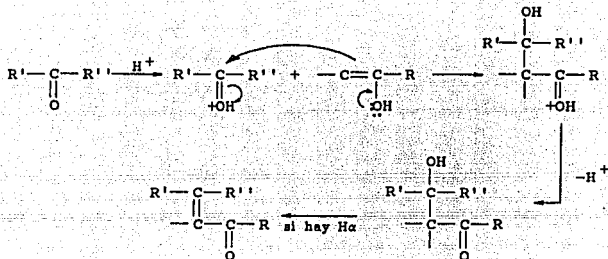 OH
R'-C-R'' H+ R'-C-R'' + -C=C-R R'-C-R''
O +OH :OH -C-C-R
+OH
-H+
OH
R'-C-R'' R'-C-R''
-C-C-R si hay Hα -C-C-R
O O